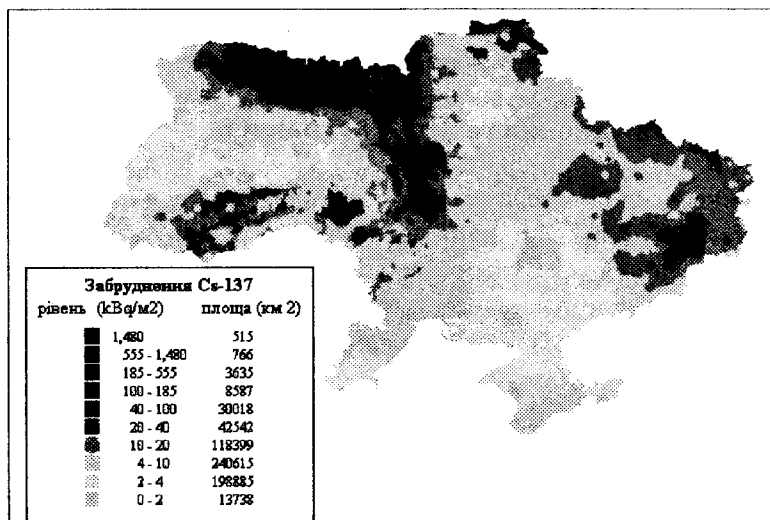 Забруднення Cs-137
рівень (kBq/м2) площа (км 2)
1,480 515
555 - 1,480 766
185 - 555 3635
100 - 185 8587
40 - 100 30018
20 - 40 42542
10 - 20 118399
4 - 10 240615
2 - 4 198885
0 - 2 13738